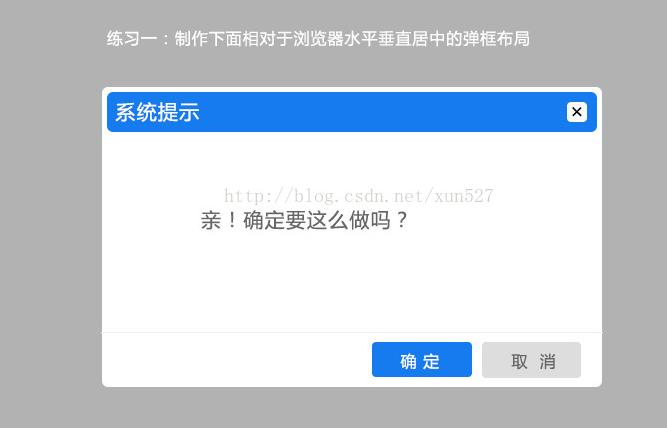 练习一：制作下面相对于浏览器水平垂直居中的弹框布局
系统提示
http://blog.csdn.net/xun527
亲！确定要这么做吗？
确 定
取 消